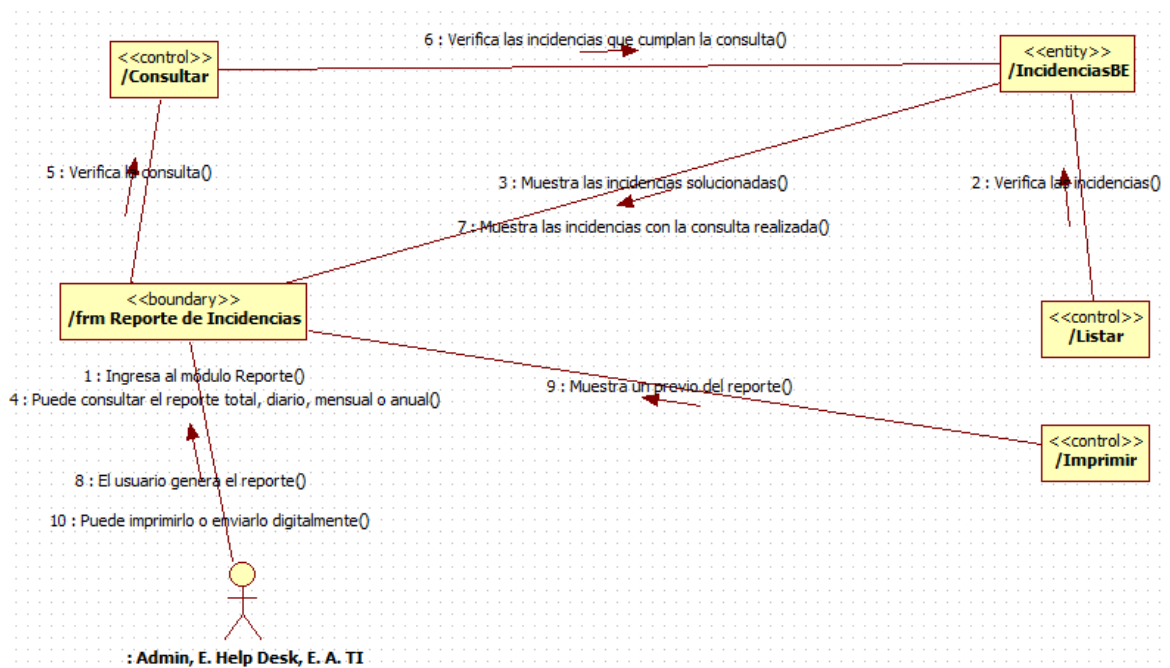 6 : Verifica las incidencias que cumplan la consulta()
<<control>>
/Consultar
<<entity>>
/IncidenciasBE
5 : Verifica la consulta()
3 : Muestra las incidencias solucionadas()
2 : Verifica las incidencias()
7 : Muestra las incidencias con la consulta realizada()
<<boundary>>
/frm Reporte de Incidencias
<<control>>
/Listar
1 : Ingresa al módulo Reporte()
9 : Muestra un previo del reporte()
4 : Puede consultar el reporte total, diario, mensual o anual()
<<control>>
/Imprimir
8 : El usuario genera el reporte()
10 : Puede imprimirlo o enviarlo digitalmente()
: Admin, E. Help Desk, E. A. TI